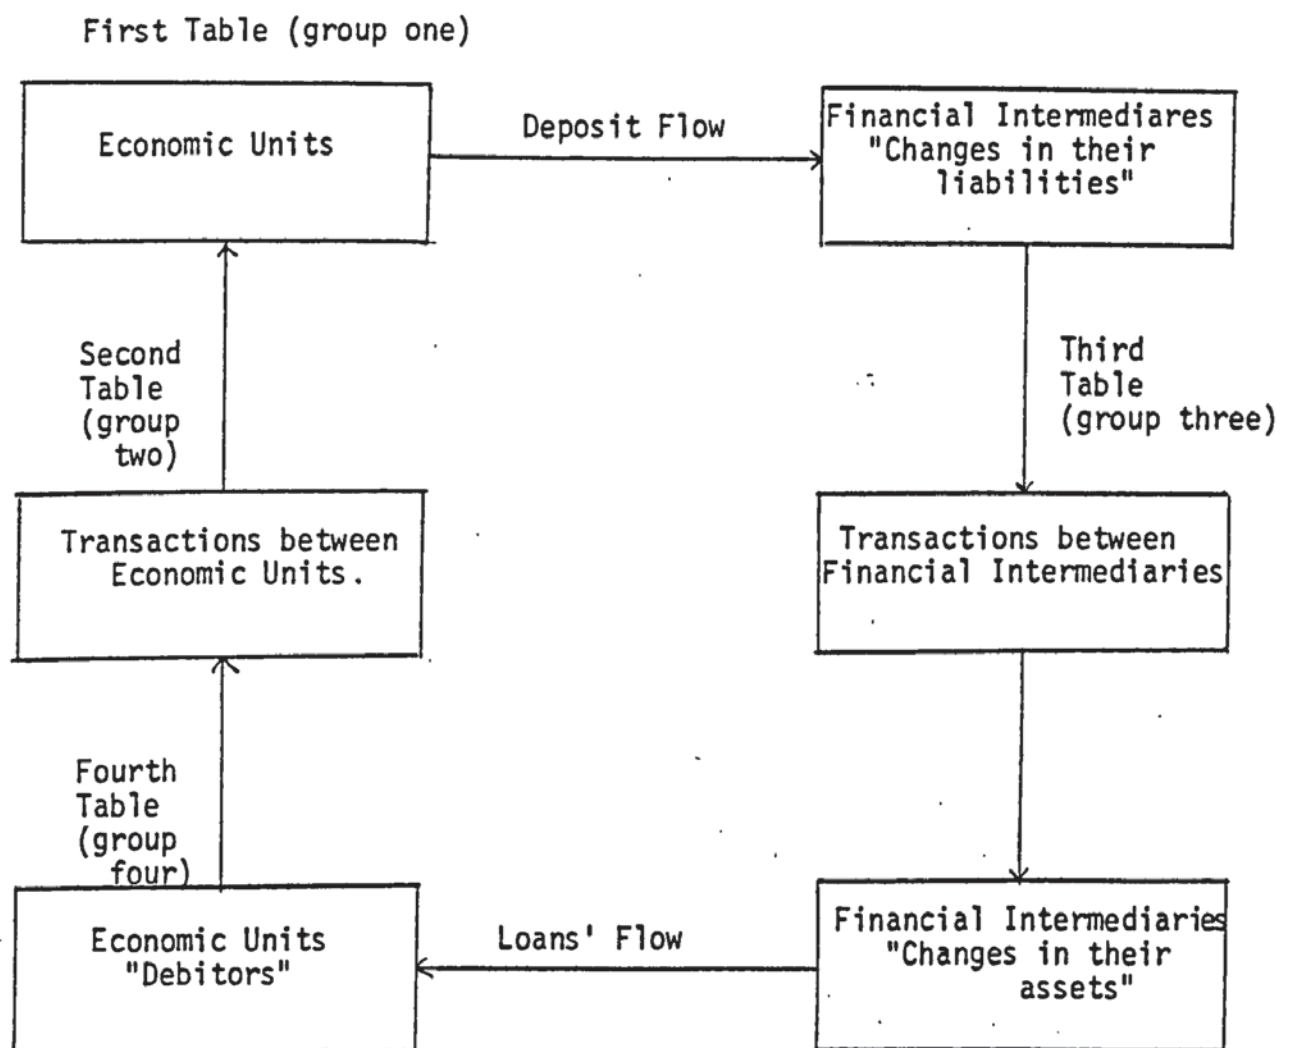 First Table (group one)
Economic Units
Deposit Flow
Financial Intermediares
"Changes in their
liabilities"
Second
Table
(group
two)
Third
Table
(group three)
Transactions between
Economic Units.
Transactions between
Financial Intermediaries
Fourth
Table
(group
four)
Economic Units
"Debitors"
Loans' Flow
Financial Intermediaries
"Changes in their
assets"